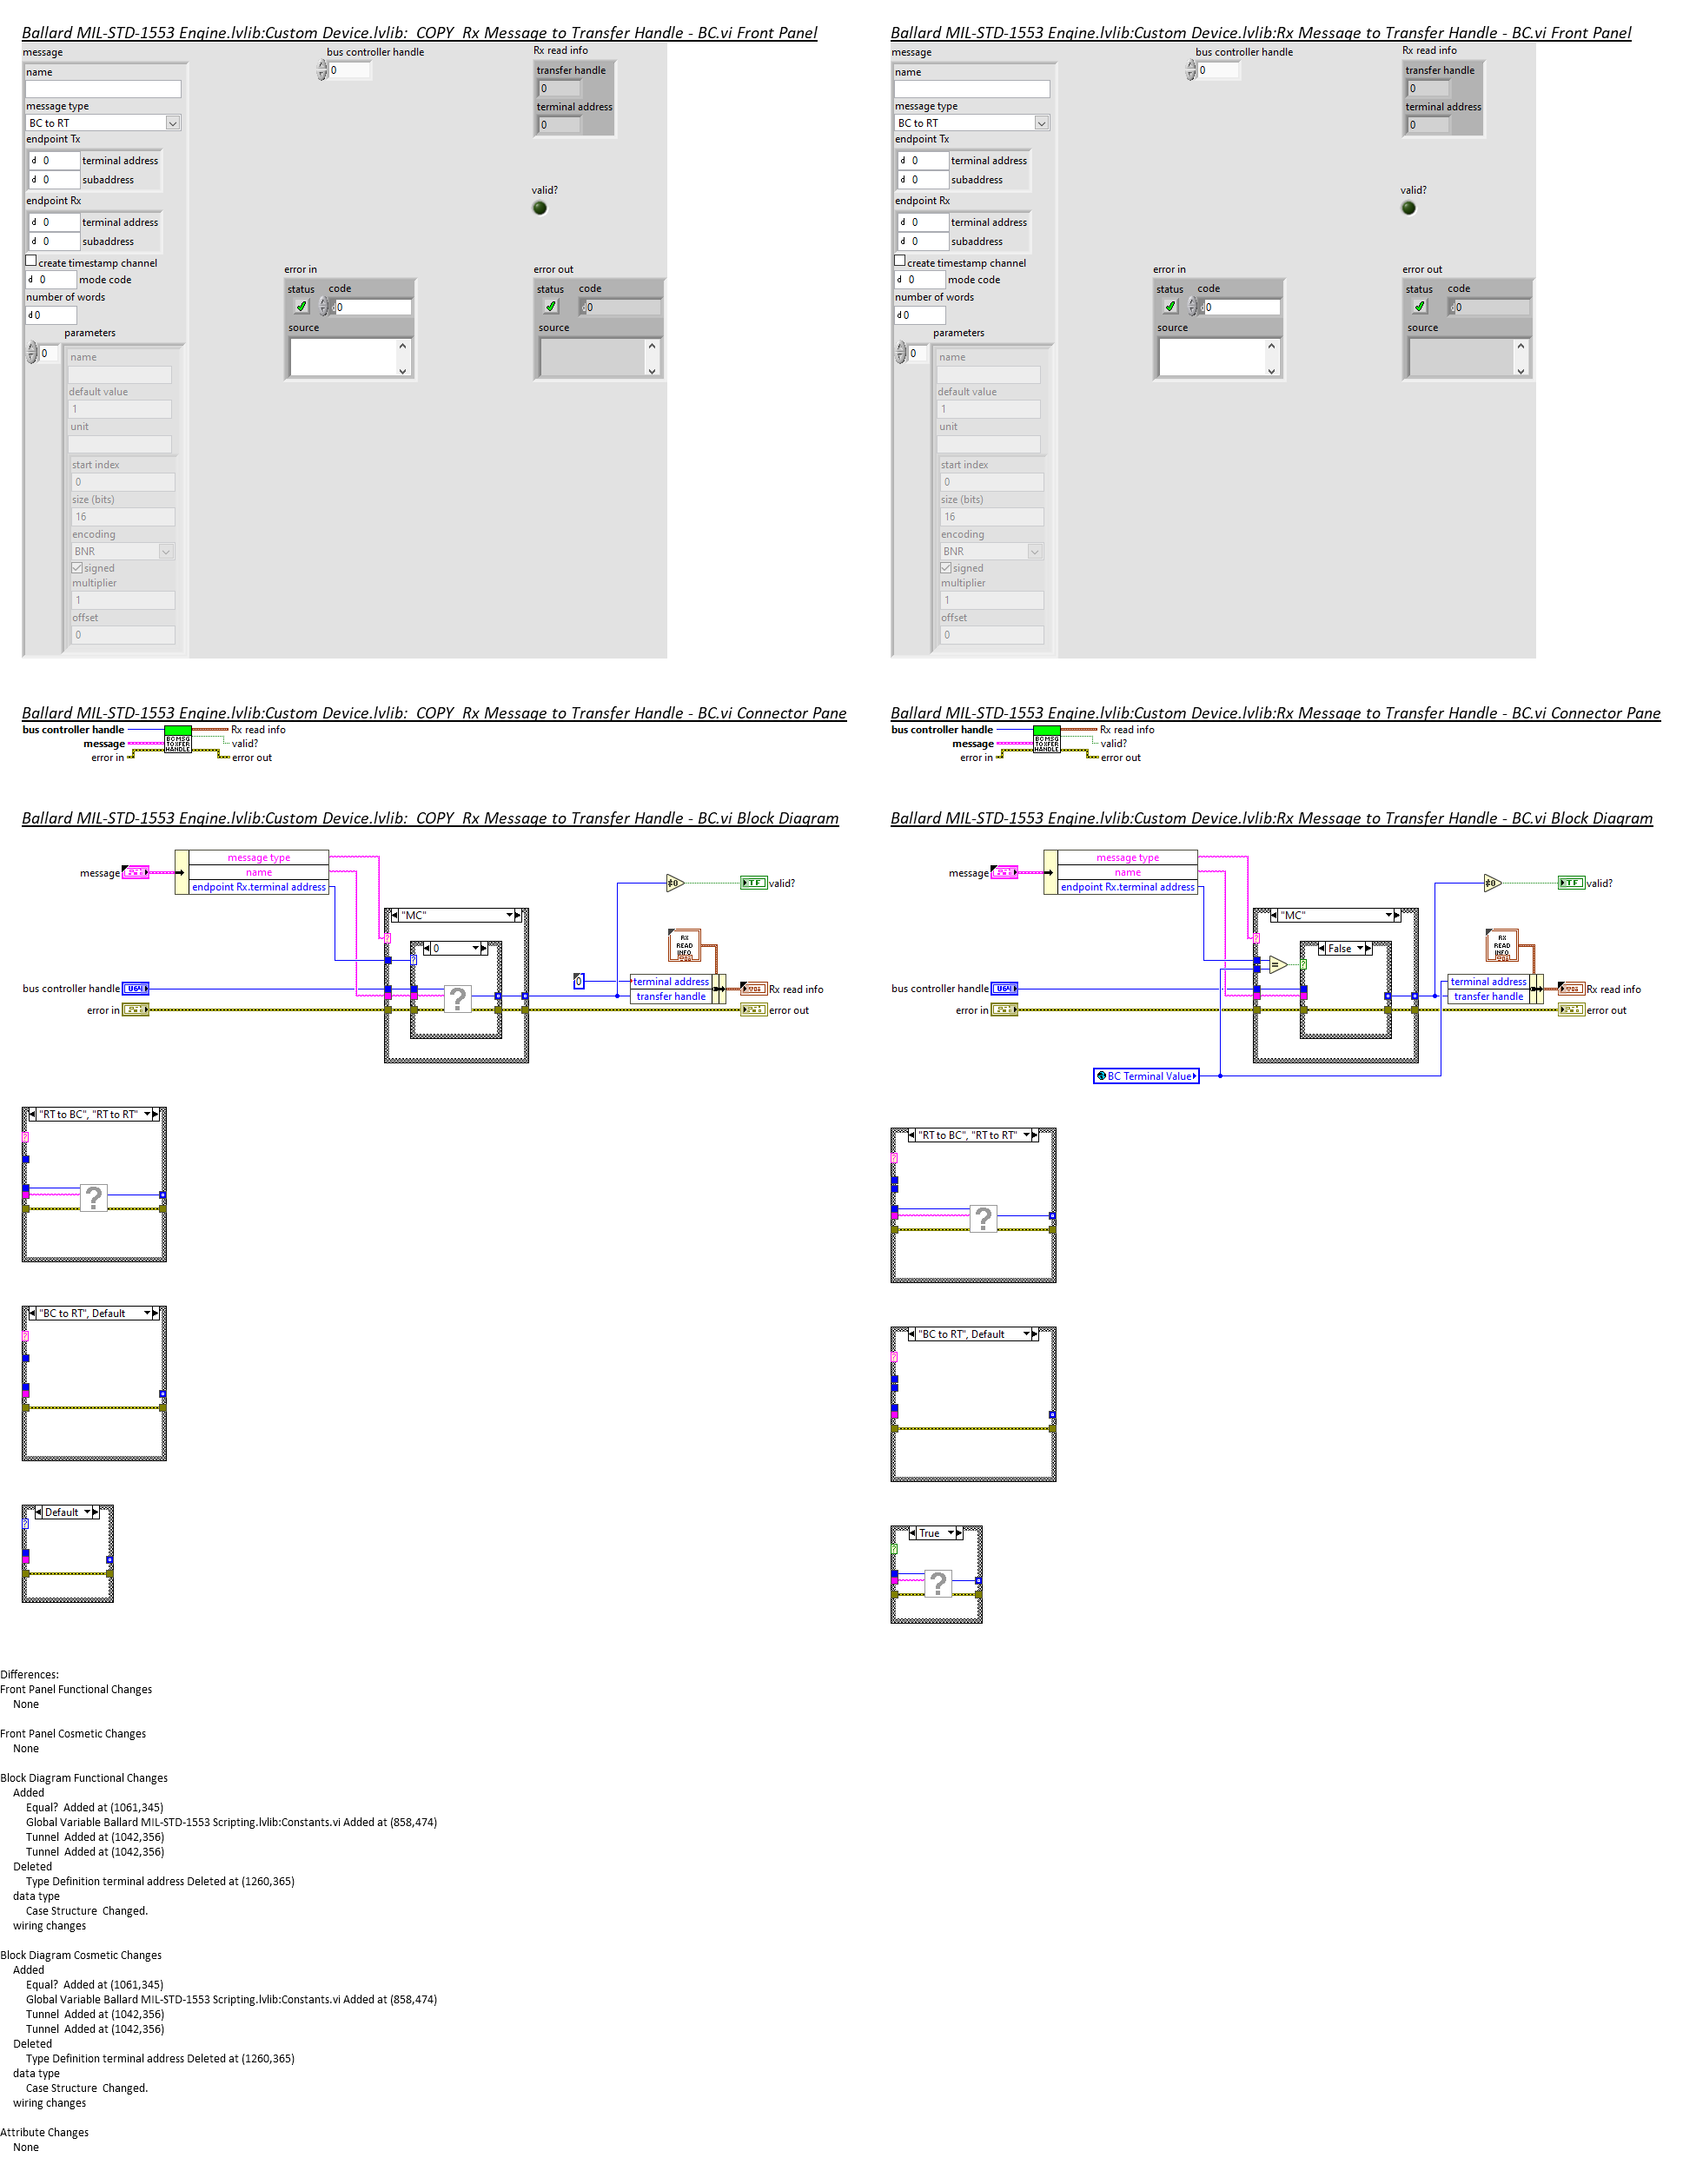 Ballard MIL-STD-1553 Engine.lvlib:Custom Device.lvlib:  COPY  Rx Message to Transfer Handle - BC.vi Front Panel
message
name
message type
BC to RT
endpoint Tx
d 0 terminal address
d 0 subaddress
endpoint Rx
d 0 terminal address
d 0 subaddress
create timestamp channel
d 0 mode code
number of words
d 0
parameters
0
name
default value
1
unit
start index
0
size (bits)
16
encoding
BNR
signed
multiplier
1
offset
0
bus controller handle
0
Rx read info
transfer handle
0
terminal address
0
valid?
error in
status code
d 0
source
error out
status code
d 0
source
Ballard MIL-STD-1553 Engine.lvlib:Custom Device.lvlib:Rx Message to Transfer Handle - BC.vi Front Panel
message
name
message type
BC to RT
endpoint Tx
d 0 terminal address
d 0 subaddress
endpoint Rx
d 0 terminal address
d 0 subaddress
create timestamp channel
d 0 mode code
number of words
d 0
parameters
0
name
default value
1
unit
start index
0
size (bits)
16
encoding
BNR
signed
multiplier
1
offset
0
bus controller handle
0
Rx read info
transfer handle
0
terminal address
0
valid?
error in
status code
d 0
source
error out
status code
d 0
source
Ballard MIL-STD-1553 Engine.lvlib:Custom Device.lvlib:  COPY  Rx Message to Transfer Handle - BC.vi Connector Pane
bus controller handle
message
error in
BC MSG
TO XFER
HANDLE
Rx read info
valid?
error out
Ballard MIL-STD-1553 Engine.lvlib:Custom Device.lvlib:Rx Message to Transfer Handle - BC.vi Connector Pane
bus controller handle
message
error in
BC MSG
TO XFER
HANDLE
Rx read info
valid?
error out
Ballard MIL-STD-1553 Engine.lvlib:Custom Device.lvlib:  COPY  Rx Message to Transfer Handle - BC.vi Block Diagram
message
message type
name
endpoint Rx.terminal address
"MC"
?
0
?
?
bus controller handle
U64
error in
0
RX
READ
INFO
terminal address
transfer handle
≠0
TF
valid?
Rx read info
error out
"RT to BC", "RT to RT"
?
?
"BC to RT", Default
?
Default
?
Ballard MIL-STD-1553 Engine.lvlib:Custom Device.lvlib:Rx Message to Transfer Handle - BC.vi Block Diagram
message
message type
name
endpoint Rx.terminal address
"MC"
?
=
False
?
bus controller handle
U64
error in
BC Terminal Value
RX
READ
INFO
terminal address
transfer handle
≠0
TF
valid?
Rx read info
error out
"RT to BC", "RT to RT"
?
?
"BC to RT", Default
?
True
?
?
Differences:
Front Panel Functional Changes
None
Front Panel Cosmetic Changes
None
Block Diagram Functional Changes
Added
Equal?  Added at (1061,345)
Global Variable Ballard MIL-STD-1553 Scripting.lvlib:Constants.vi Added at (858,474)
Tunnel  Added at (1042,356)
Tunnel  Added at (1042,356)
Deleted
Type Definition terminal address Deleted at (1260,365)
data type
Case Structure  Changed.
wiring changes
Block Diagram Cosmetic Changes
Added
Equal?  Added at (1061,345)
Global Variable Ballard MIL-STD-1553 Scripting.lvlib:Constants.vi Added at (858,474)
Tunnel  Added at (1042,356)
Tunnel  Added at (1042,356)
Deleted
Type Definition terminal address Deleted at (1260,365)
data type
Case Structure  Changed.
wiring changes
Attribute Changes
None